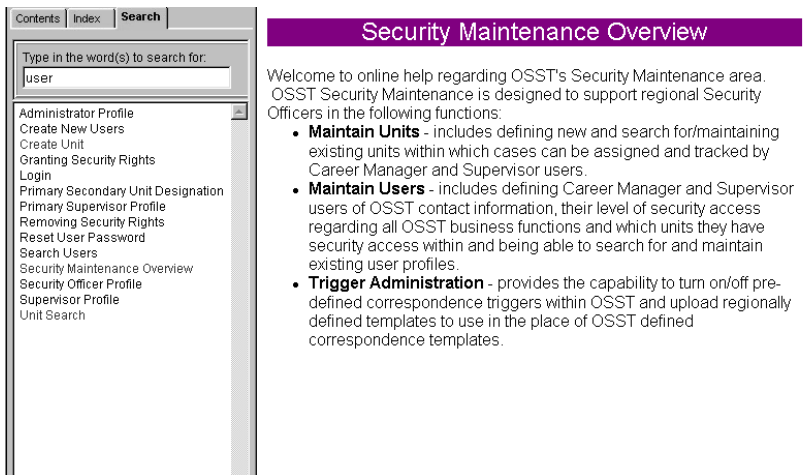 Contents Index Search
Type in the word(s) to search for:
user
Administrator Profile
Create New Users
Create Unit
Granting Security Rights
Login
Primary Secondary Unit Designation
Primary Supervisor Profile
Removing Security Rights
Reset User Password
Search Users
Security Maintenance Overview
Security Officer Profile
Supervisor Profile
Unit Search
Security Maintenance Overview
Welcome to online help regarding OSST's Security Maintenance area.
OSST Security Maintenance is designed to support regional Security
Officers in the following functions:
• Maintain Units - includes defining new and search for/maintaining
existing units within which cases can be assigned and tracked by
Career Manager and Supervisor users.
• Maintain Users - includes defining Career Manager and Supervisor
users of OSST contact information, their level of security access
regarding all OSST business functions and which units they have
security access within and being able to search for and maintain
existing user profiles.
• Trigger Administration - provides the capability to turn on/off pre-
defined correspondence triggers within OSST and upload regionally
defined templates to use in the place of OSST defined
correspondence templates.